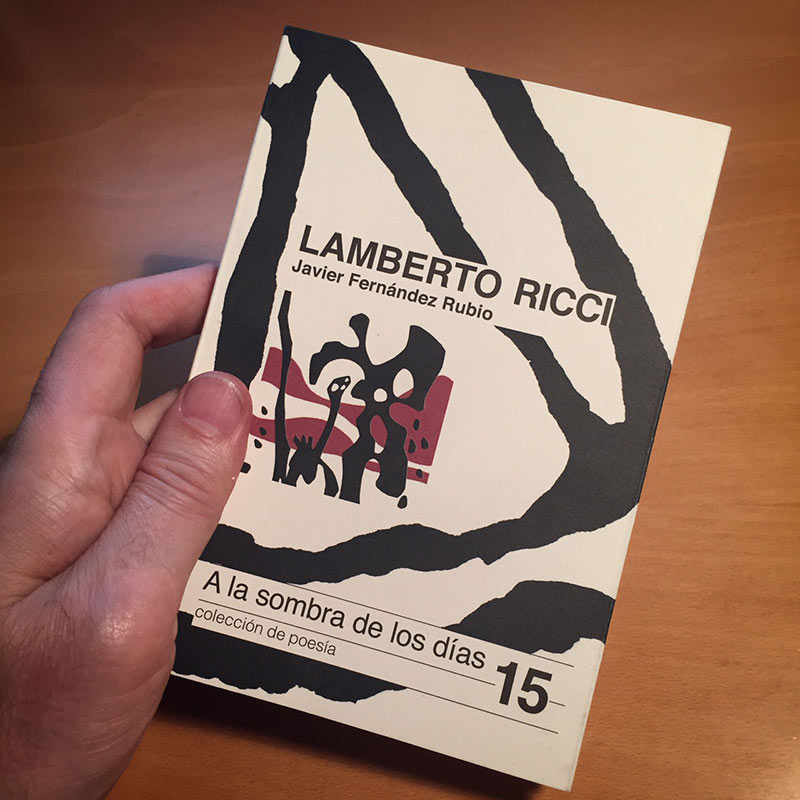 LAMBERTO RICCI
Javier Fernández Rubio
A la sombra de los días
colección de poesía
15